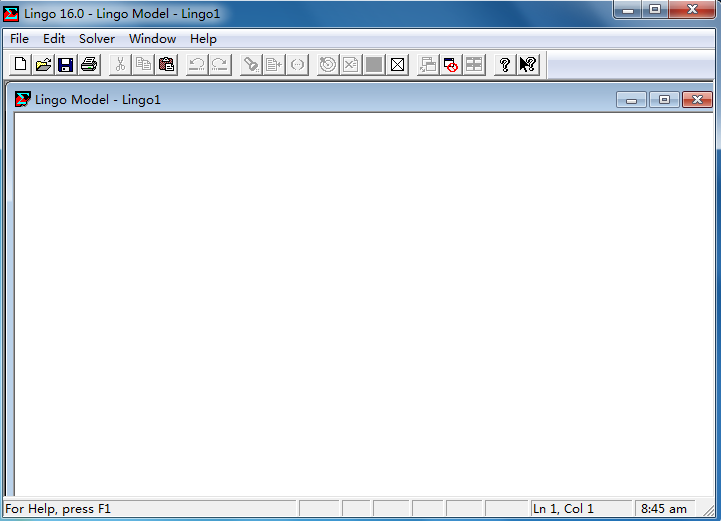 Lingo 16.0 - Lingo Model - Lingo1
File Edit Solver Window Help
Lingo Model - Lingo1
For Help, press F1 Ln 1, Col 1 8:45 am